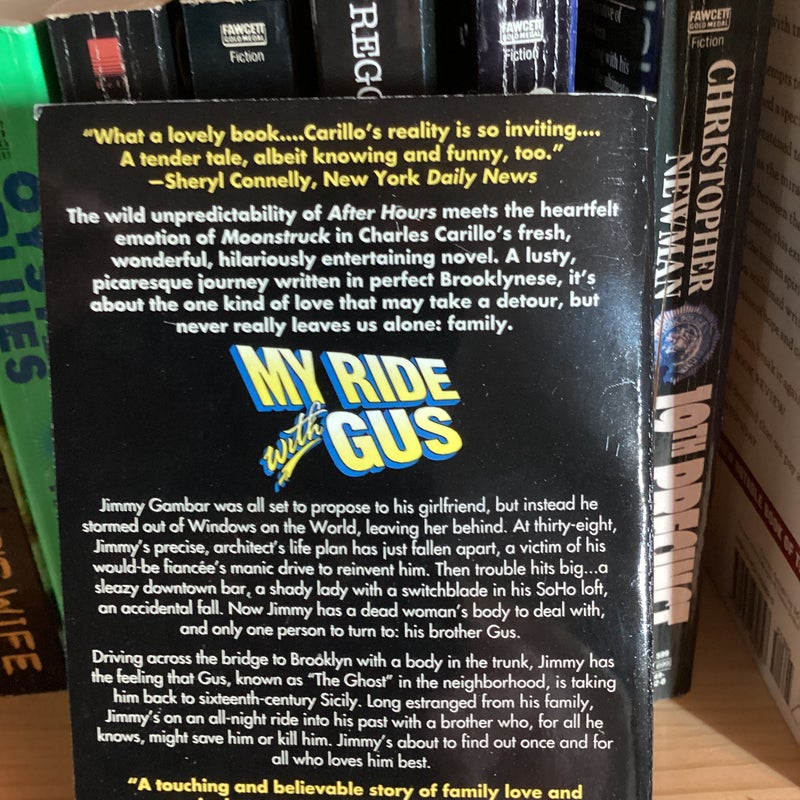 FAWCETT
GOLD MEDAL
Fiction
REGO
FAWCETT
GOLD MEDAL
Fiction
FAWCETT
GOLD MEDAL
Fiction
CHRISTOPHER
NEWMAN
19TH PRECINCT
WIFE
"What a lovely book....Carillo's reality is so inviting....
A tender tale, albeit knowing and funny, too."
—Sheryl Connelly, New York Daily News
The wild unpredictability of After Hours meets the heartfelt
emotion of Moonstruck in Charles Carillo's fresh,
wonderful, hilariously entertaining novel. A lusty,
picaresque journey written in perfect Brooklynese, it's
about the one kind of love that may take a detour, but
never really leaves us alone: family.
MY RIDE
with GUS
Jimmy Gambar was all set to propose to his girlfriend, but instead he
stormed out of Windows on the World, leaving her behind. At thirty-eight,
Jimmy's precise, architect's life plan has just fallen apart, a victim of his
would-be fiancée's manic drive to reinvent him. Then trouble hits big...a
sleazy downtown bar, a shady lady with a switchblade in his SoHo loft,
an accidental fall. Now Jimmy has a dead woman's body to deal with,
and only one person to turn to: his brother Gus.
Driving across the bridge to Brooklyn with a body in the trunk, Jimmy has
the feeling that Gus, known as "The Ghost" in the neighborhood, is taking
him back to sixteenth-century Sicily. Long estranged from his family,
Jimmy's on an all-night ride into his past with a brother who, for all he
knows, might save him or kill him. Jimmy's about to find out once and for
all who loves him best.
"A touching and believable story of family love and